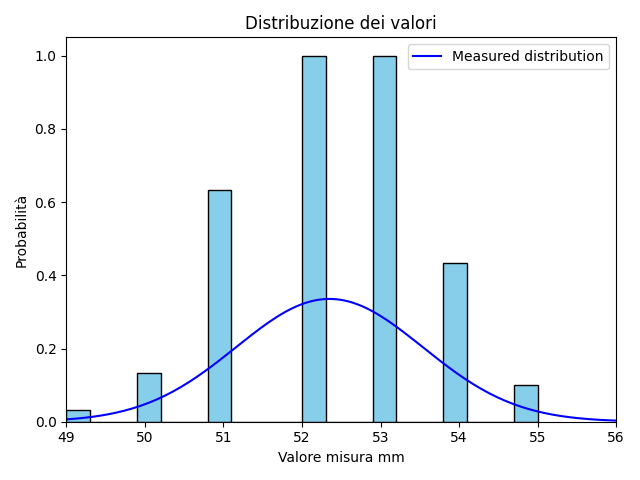 Distribuzione dei valori
Measured distribution
1.0
0.8
0.6
0.4
0.2
0.0
Probabilità
49 50 51 52 53 54 55 56
Valore misura mm